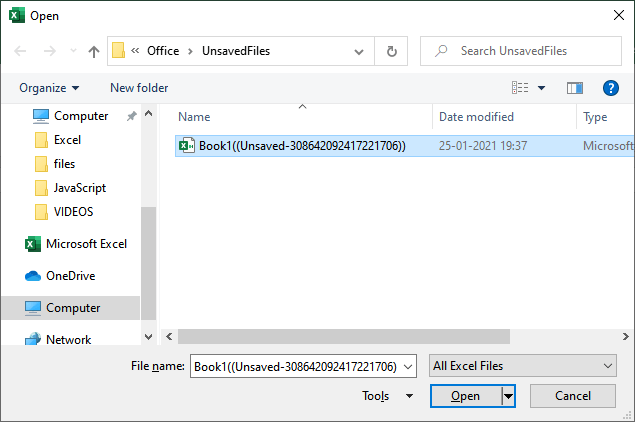 Open
Office > UnsavedFiles
Search UnsavedFiles
Organize
New folder
Name
Date modified
Type
Computer
Excel
files
JavaScript
VIDEOS
Microsoft Excel
OneDrive
Computer
Network
Book1((Unsaved-308642092417221706))
25-01-2021 19:37
Microsof
File name:
Book1((Unsaved-308642092417221706)
All Excel Files
Tools
Open
Cancel